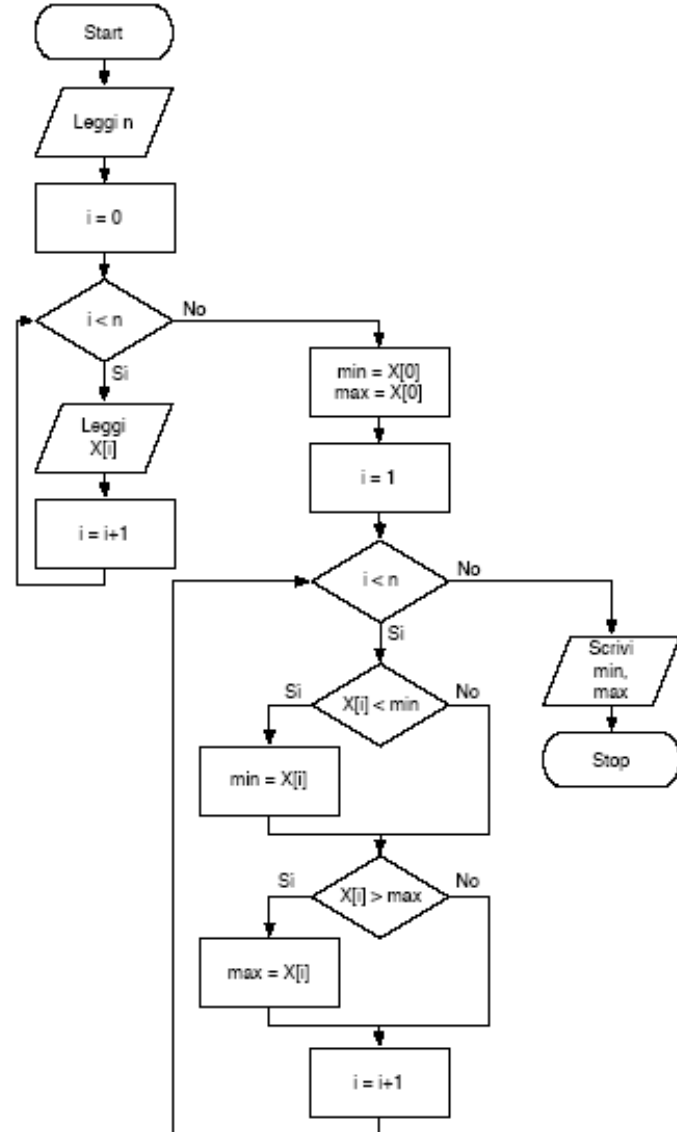 Start
Leggi n
i = 0
i < n
No
Si
Leggi
X[i]
i = i+1
min = X[0]
max = X[0]
i = 1
i < n
No
Si
Scrivi
min,
max
Stop
Si
X[i] < min
No
min = X[i]
Si
X[i] > max
No
max = X[i]
i = i+1